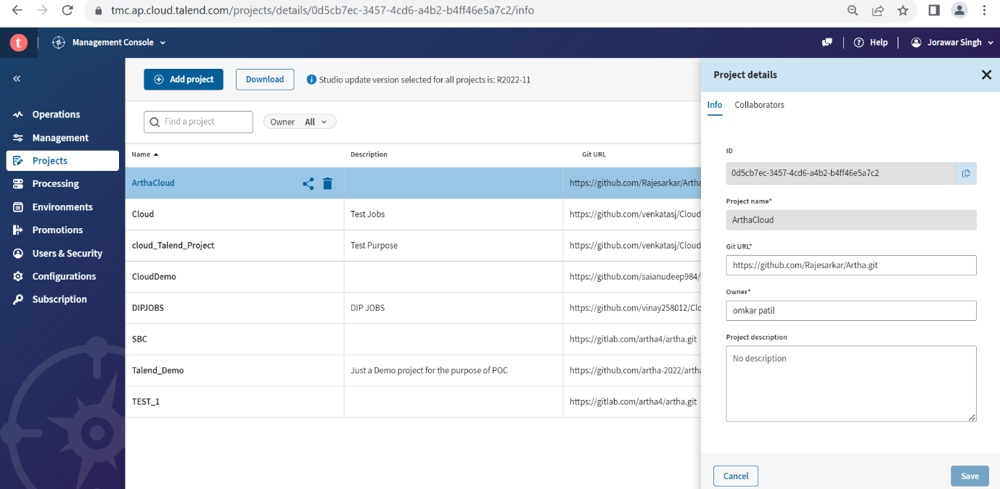 tmc.ap.cloud.talend.com/projects/details/0d5cb7ec-3457-4cd6-a4b2-b4ff46e5a7c2/info
t
Management Console
Help
Jorawar Singh
Operations
Management
Projects
Processing
Environments
Promotions
Users & Security
Configurations
Subscription
Add project
Download
Studio update version selected for all projects is: R2022-11
Find a project
Owner All
Name Description Git URL
ArthaCloud https://github.com/Rajesarkar/Artha
Cloud Test Jobs https://github.com/venkatasj/Cloud
cloud_Talend_Project Test Purpose https://github.com/venkatasj/Cloud
CloudDemo https://github.com/saianudeep984/
DIPJOBS DIP JOBS https://github.com/vinay258012/Clo
SBC https://gitlab.com/artha4/artha.git
Talend_Demo Just a Demo project for the purpose of POC https://github.com/artha-2022/artha
TEST_1 https://gitlab.com/artha4/artha.git
Project details
Info Collaborators
ID
0d5cb7ec-3457-4cd6-a4b2-b4ff46e5a7c2
Project name*
ArthaCloud
Git URL*
https://github.com/Rajesarkar/Artha.git
Owner*
omkar patil
Project description
No description
Cancel
Save